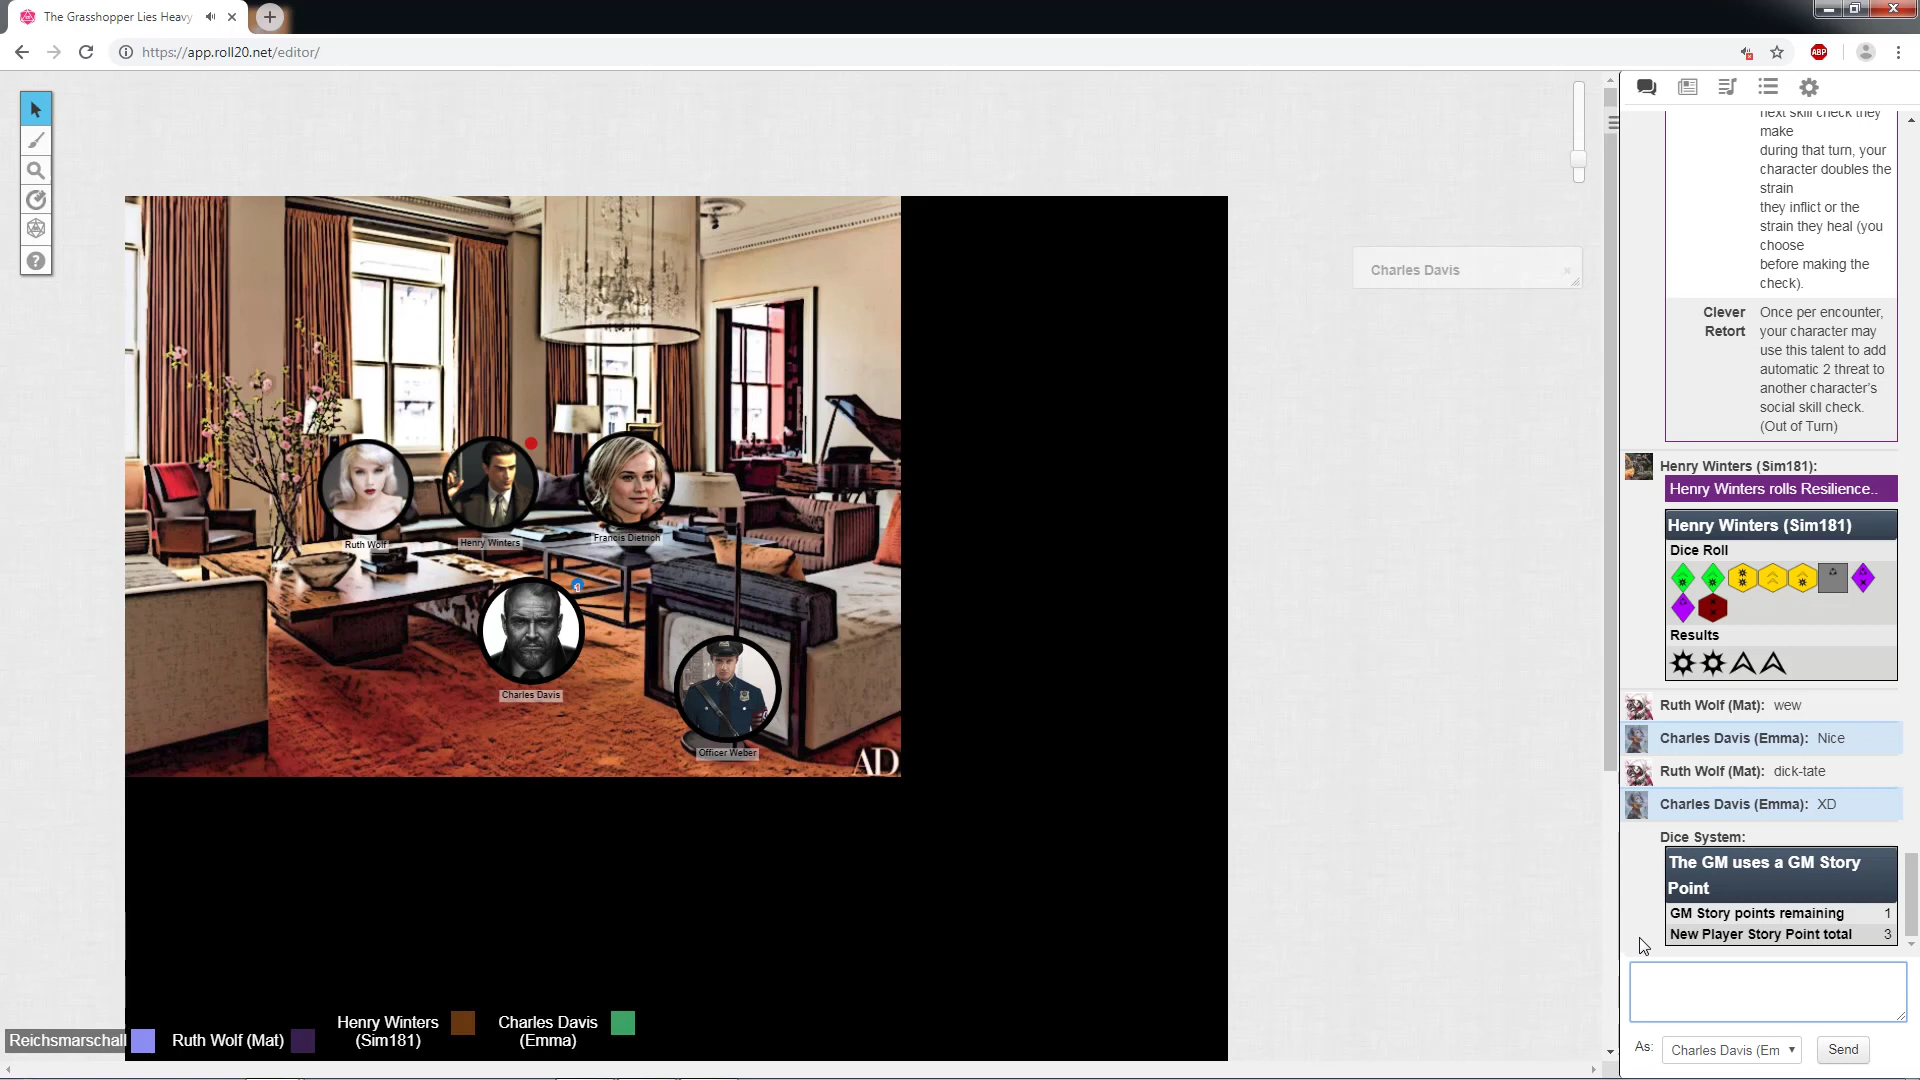 The Grasshopper Lies Heavy
https://app.roll20.net/editor/
ABP
Charles Davis
Ruth Wolf
Henry Winters
Francis Dietrich
Charles Davis
Officer Weber
AD
Reichsmarschall
Ruth Wolf (Mat)
Henry Winters
(Sim181)
Charles Davis
(Emma)
next skill check they
make
during that turn, your
character doubles the
strain
they inflict or the
strain they heal (you
choose
before making the
check).
Clever
Retort
Once per encounter,
your character may
use this talent to add
automatic 2 threat to
another character's
social skill check.
(Out of Turn)
Henry Winters (Sim181):
Henry Winters rolls Resilience..
Henry Winters (Sim181)
Dice Roll
Results
Ruth Wolf (Mat): wew
Charles Davis (Emma): Nice
Ruth Wolf (Mat): dick-tate
Charles Davis (Emma): XD
Dice System:
The GM uses a GM Story
Point
GM Story points remaining 1
New Player Story Point total 3
As: Charles Davis (Em
Send